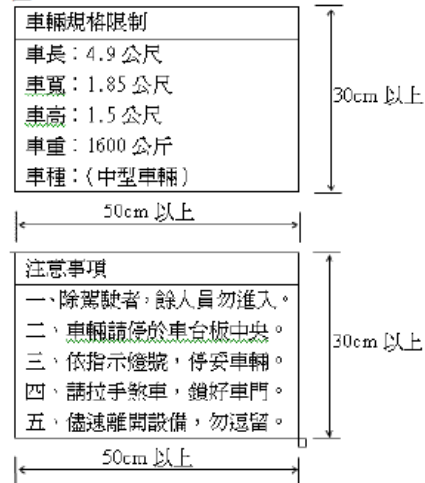 車輛規格限制
車長：4.9 公尺
車寬：1.85 公尺
車高：1.5 公尺
車重：1600 公斤
車種：(中型車輛)
30cm 以上
50cm 以上
注意事項
一、除駕駛者，餘人員勿進入。
二、車輛請停於車台板中央。
三、依指示燈號，停妥車輛。
四、請拉手煞車，鎖好車門。
五、儘速離開設備，勿逗留。
30cm 以上
50cm 以上